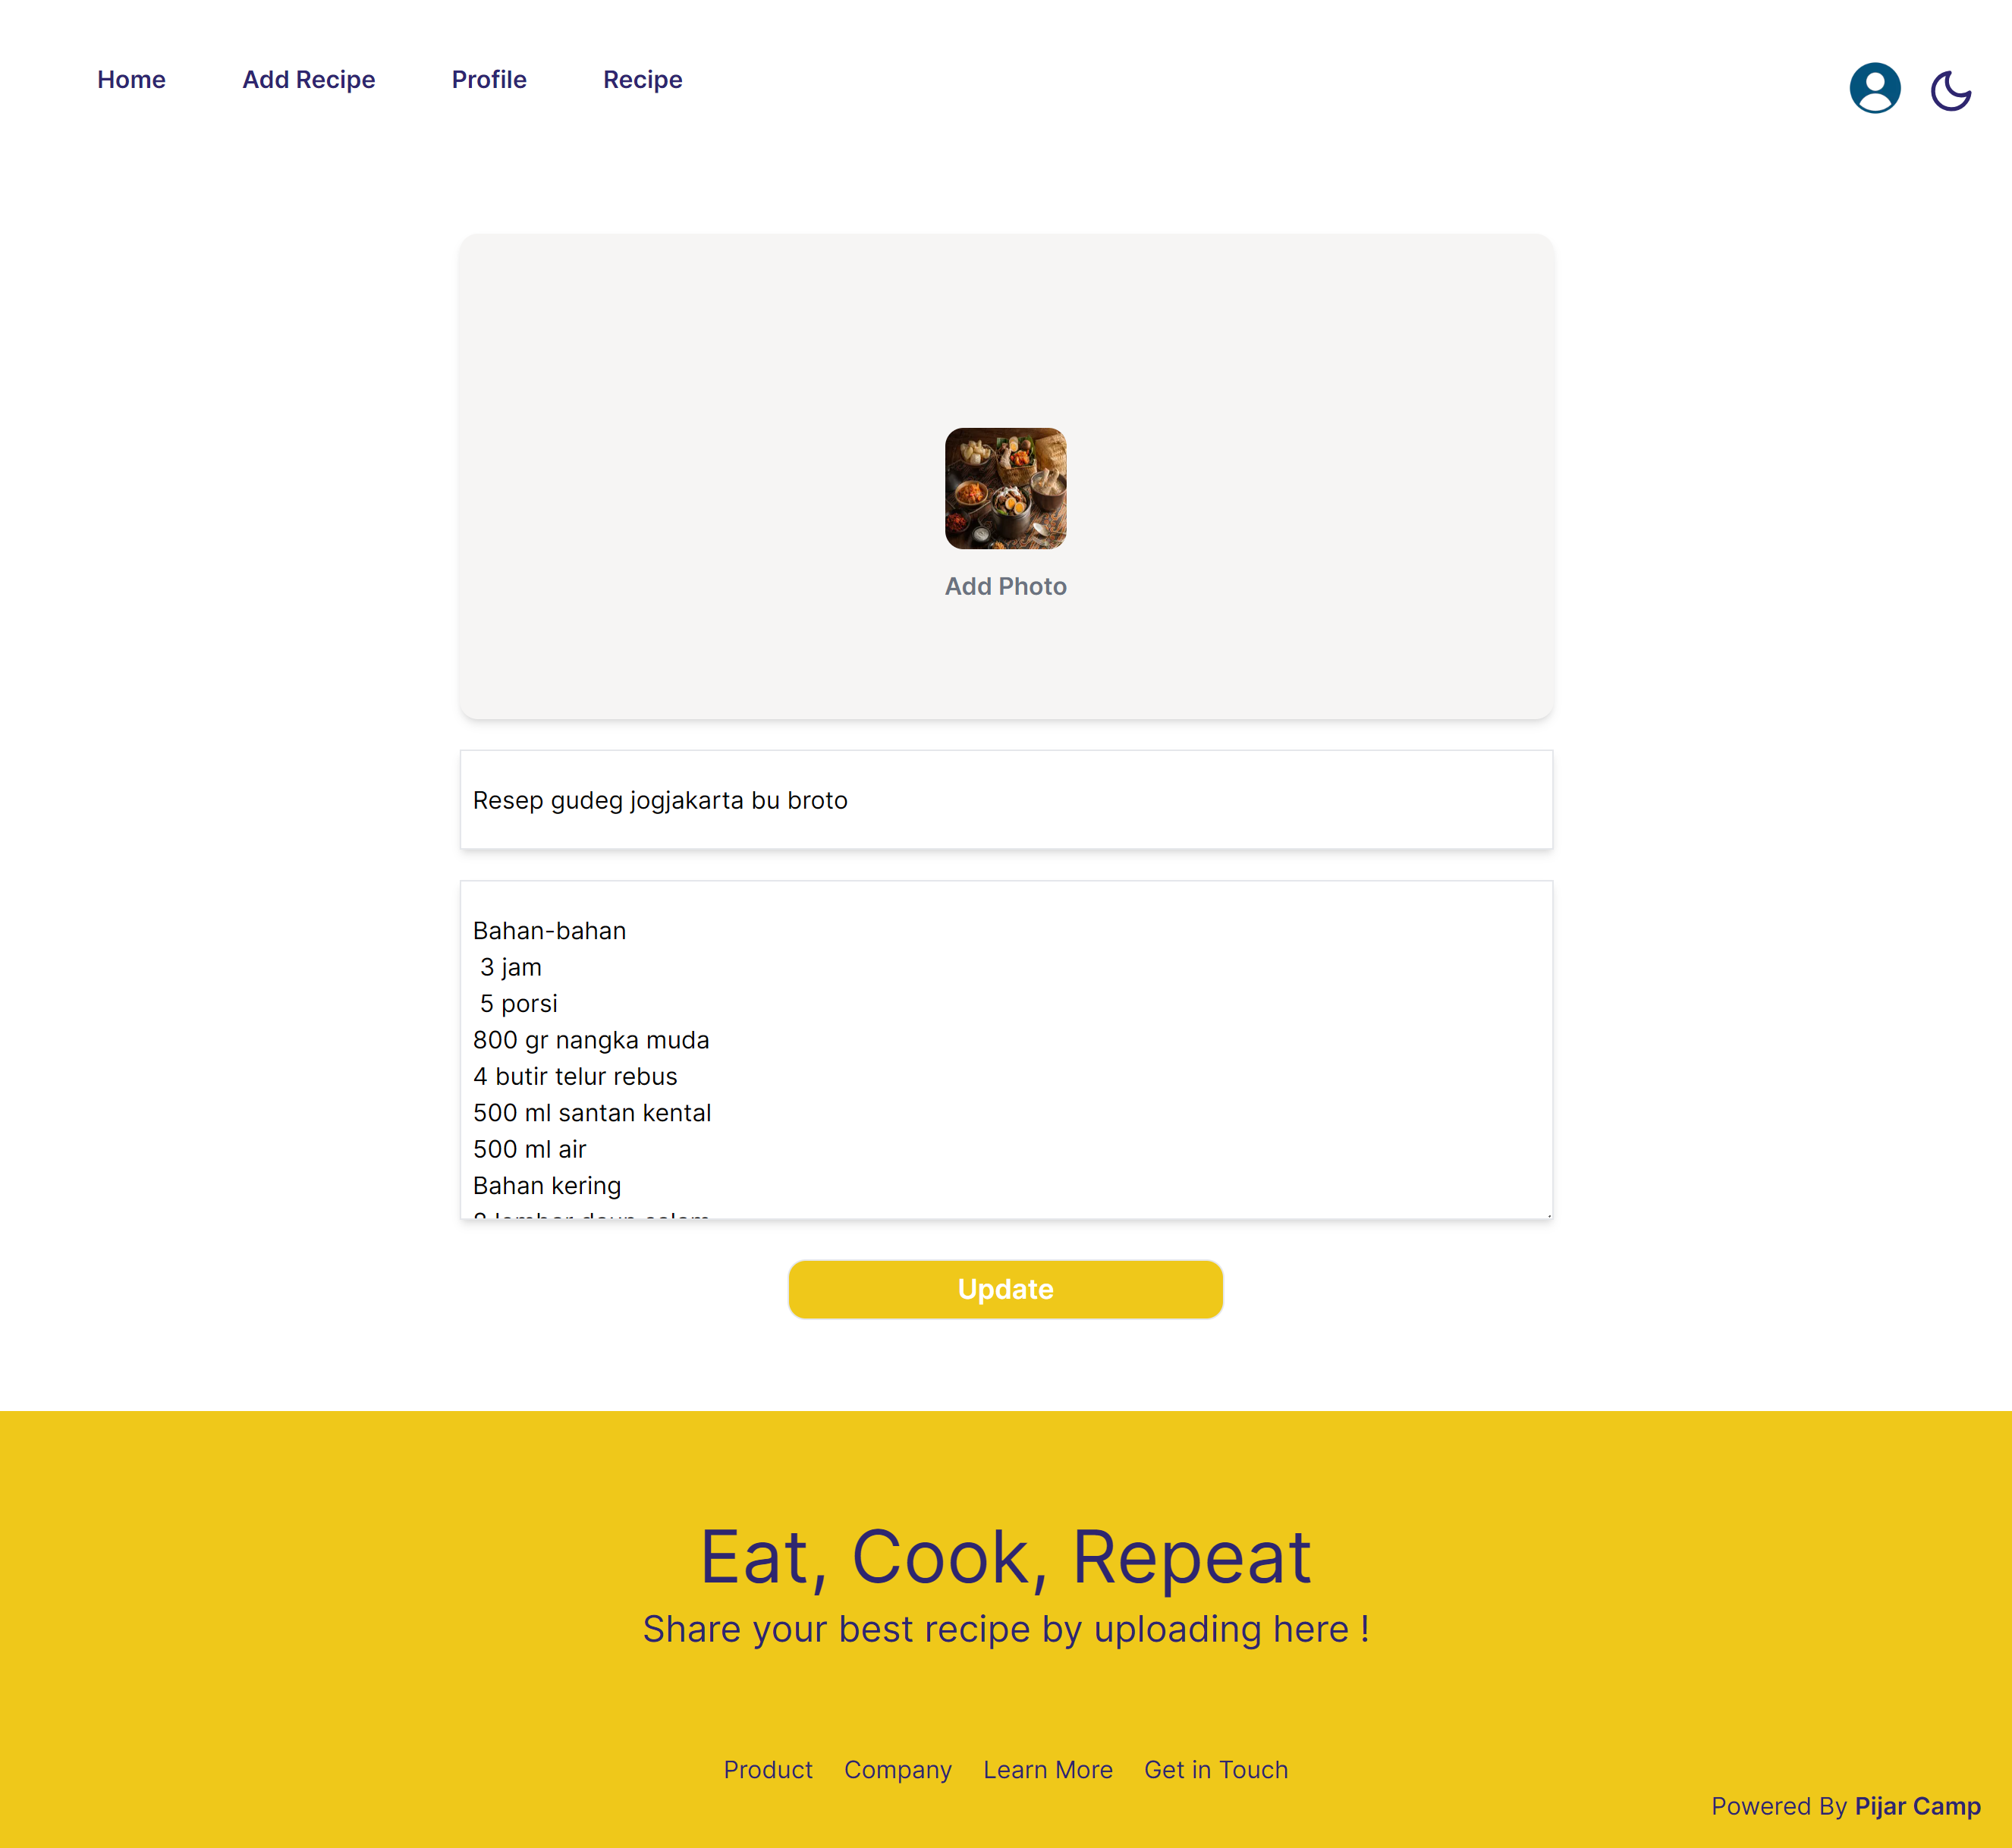 Home Add Recipe Profile Recipe
Add Photo
Resep gudeg jogjakarta bu broto
Bahan-bahan
3 jam
5 porsi
800 gr nangka muda
4 butir telur rebus
500 ml santan kental
500 ml air
Bahan kering
Update
Eat, Cook, Repeat
Share your best recipe by uploading here !
Product Company Learn More Get in Touch
Powered By Pijar Camp